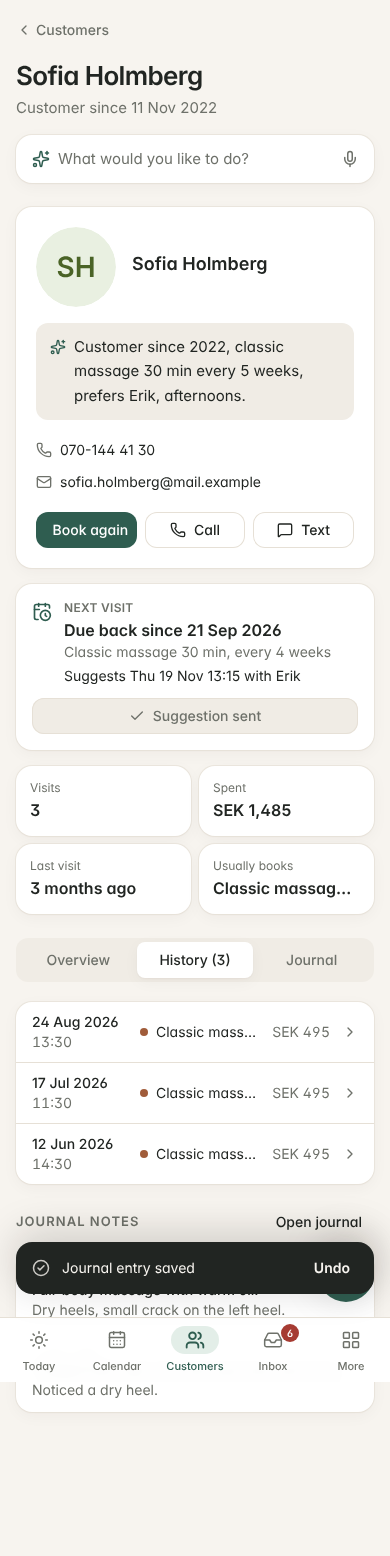 Customers
Sofia Holmberg
Customer since 11 Nov 2022
What would you like to do?
SH
Sofia Holmberg
Customer since 2022, classic
massage 30 min every 5 weeks,
prefers Erik, afternoons.
070-144 41 30
sofia.holmberg@mail.example
Book again
Call
Text
NEXT VISIT
Due back since 21 Sep 2026
Classic massage 30 min, every 4 weeks
Suggests Thu 19 Nov 13:15 with Erik
Suggestion sent
Visits
3
Spent
SEK 1,485
Last visit
3 months ago
Usually books
Classic massag...
Overview
History (3)
Journal
24 Aug 2026
13:30
Classic mass...
SEK 495
17 Jul 2026
11:30
Classic mass...
SEK 495
12 Jun 2026
14:30
Classic mass...
SEK 495
JOURNAL NOTES
Open journal
Journal entry saved
Undo
Dry heels, small crack on the left heel.
Today
Calendar
Customers
Inbox
6
More
Noticed a dry heel.